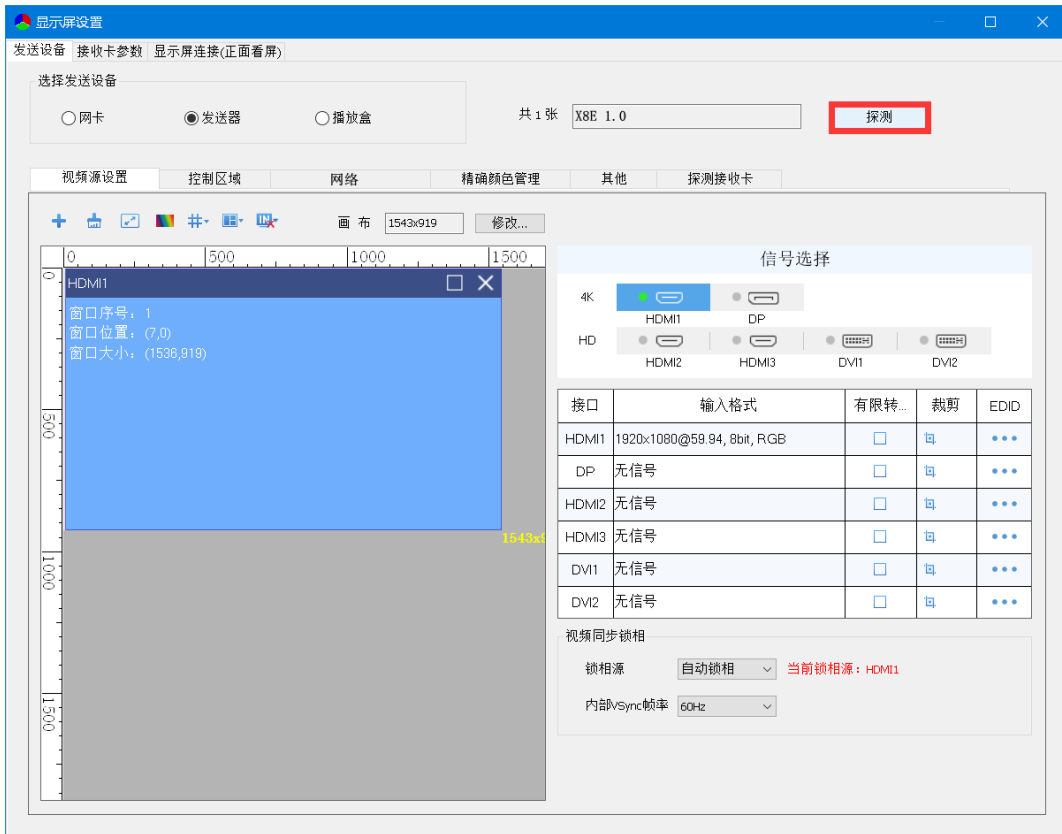 显示屏设置
发送设备 接收卡参数 显示屏连接(正面看屏)
选择发送设备
网卡 发送器 播放盒
共1张 X8E 1.0 探测
视频源设置 控制区域 网络 精确颜色管理 其他 探测接收卡
画布 1543x919 修改...
0 500 1000 1500
0
500
1000
1500
HDMI1
窗口序号：1
窗口位置：(7,0)
窗口大小：(1536,919)
1543x9
信号选择
4K
HDMI1 DP
HD
HDMI2 HDMI3 DVI1 DVI2
接口 输入格式 有限转... 裁剪 EDID
HDMI1 1920x1080@59.94, 8bit, RGB
DP 无信号
HDMI2 无信号
HDMI3 无信号
DVI1 无信号
DVI2 无信号
视频同步锁相
锁相源 自动锁相 当前锁相源：HDMI1
内部VSync帧率 60Hz